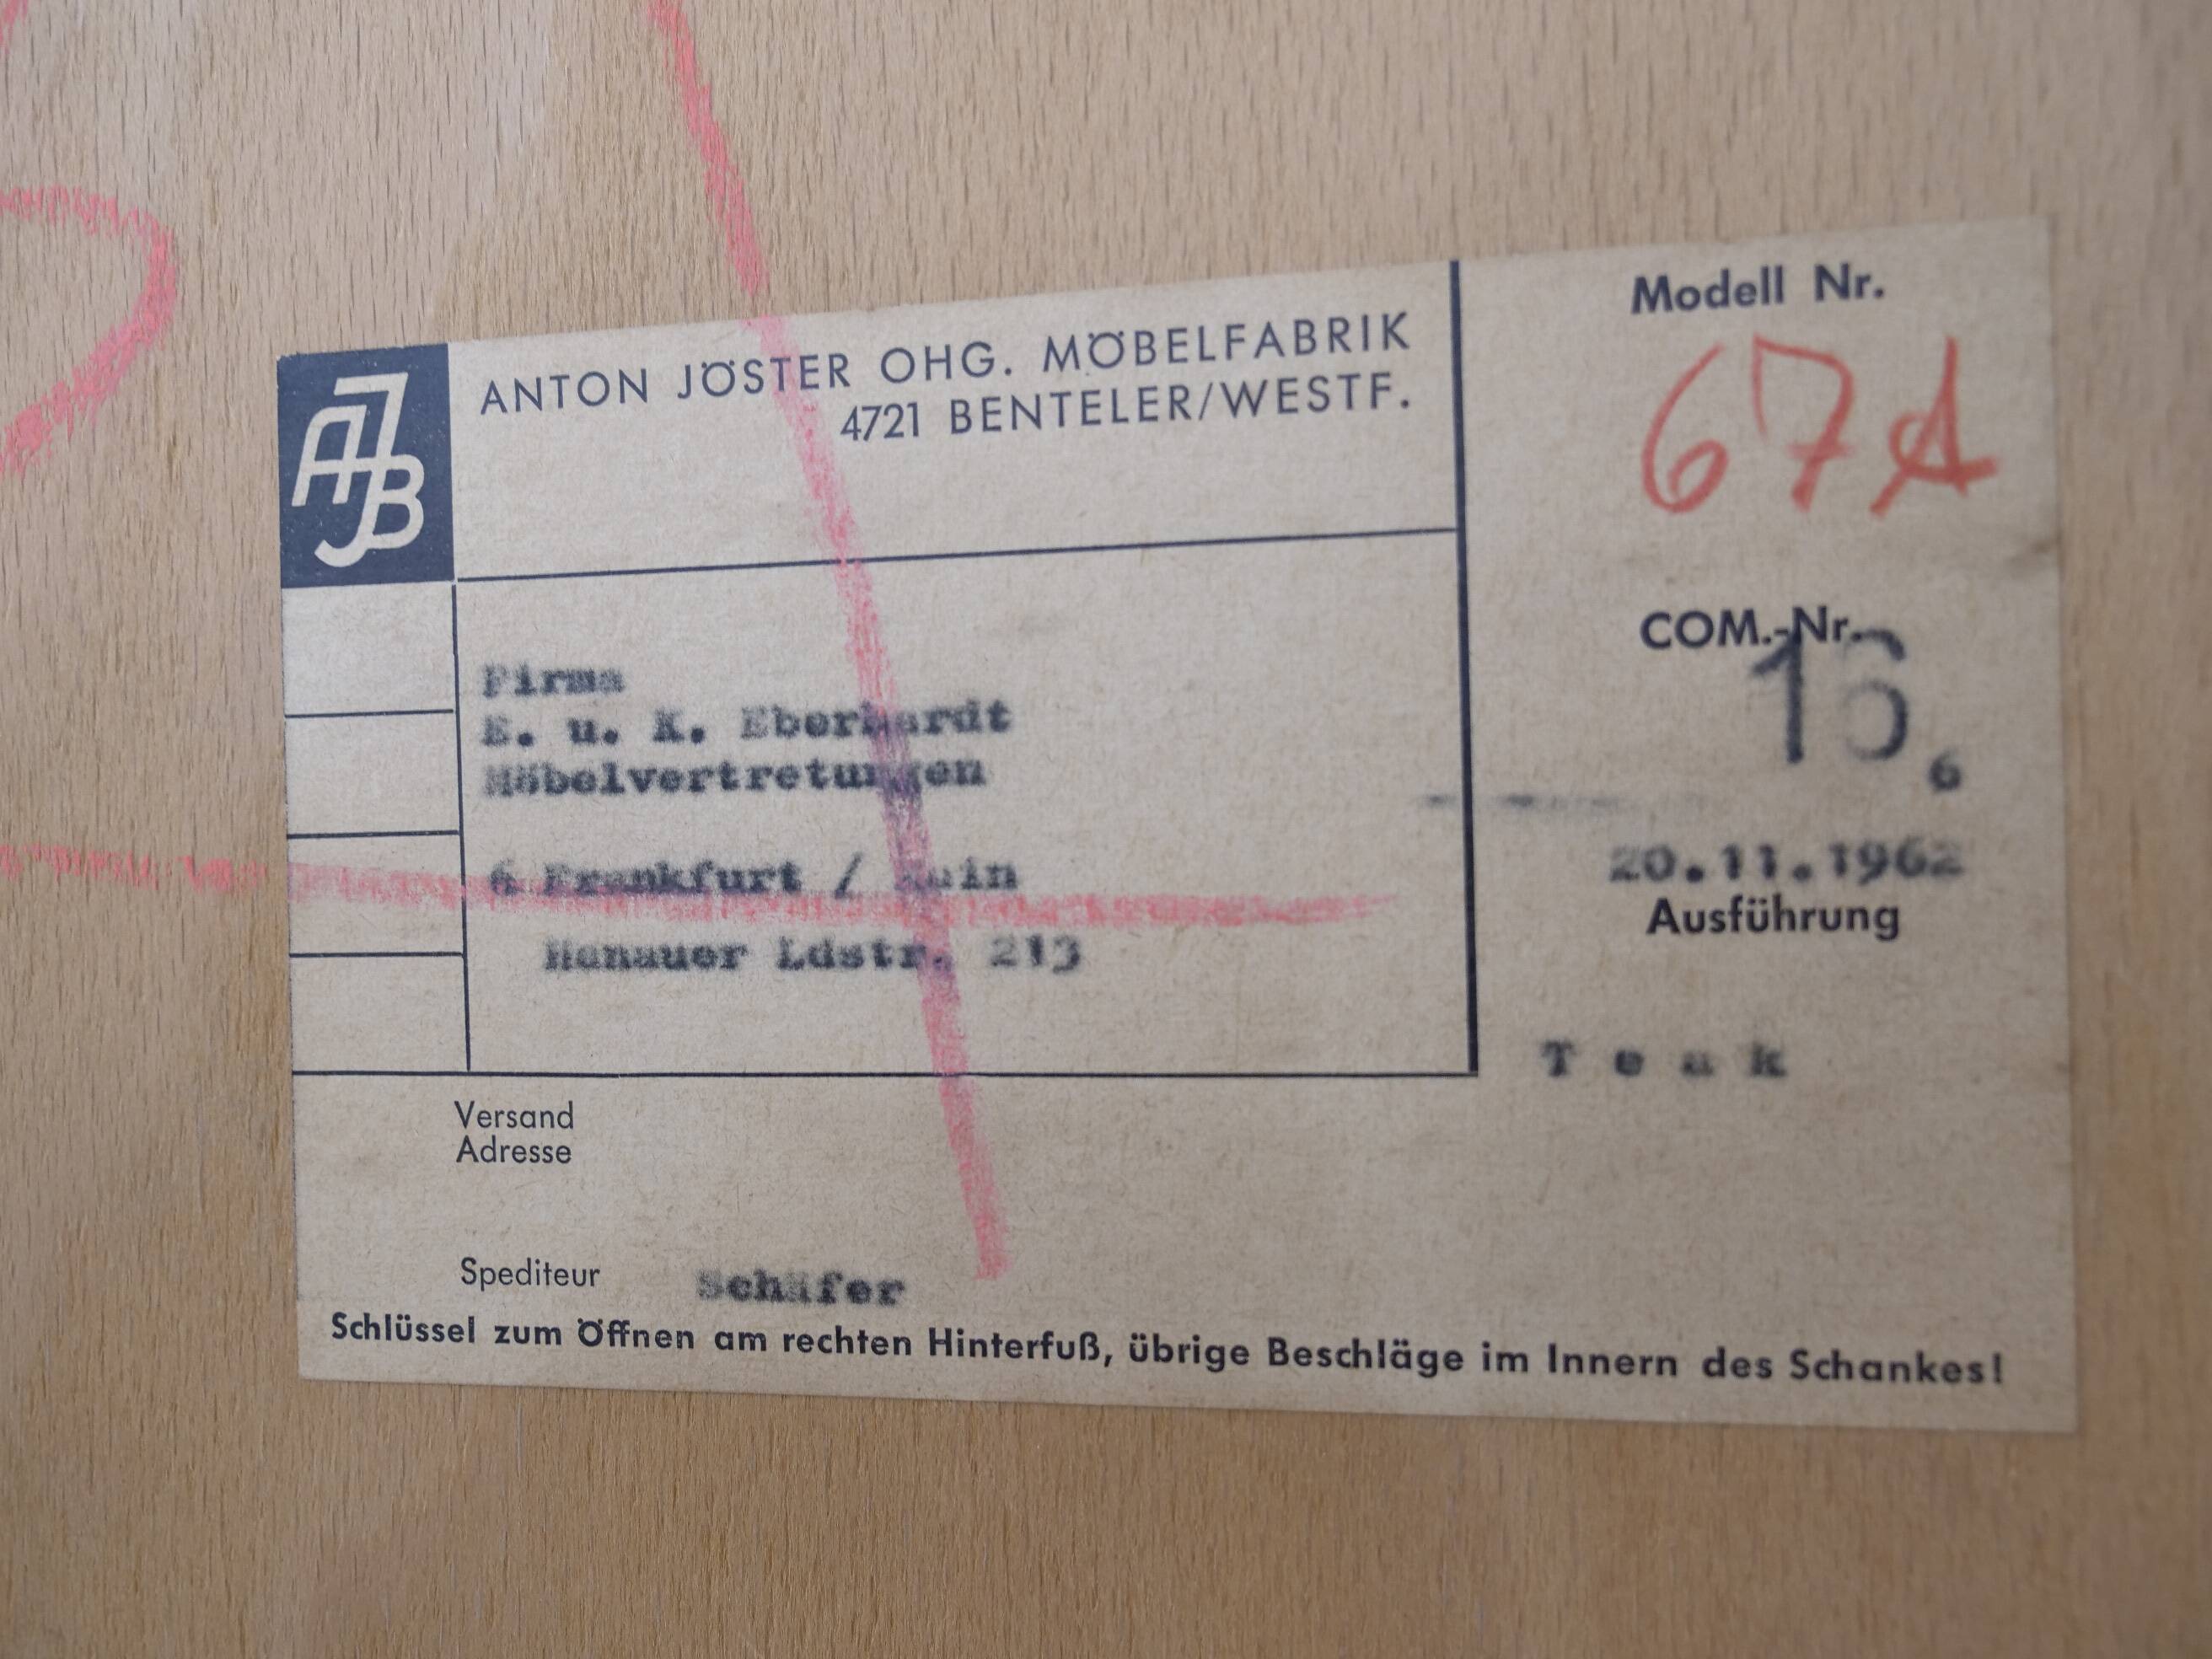 AJB
ANTON JÖSTER OHG. MÖBELFABRIK
4721 BENTELER/WESTF.
Firma
E. u. K. Eberhardt
Möbelvertretungen
6 Frankfurt / Main
Hanauer Ldstr. 213
Versand
Adresse
Spediteur Schäfer
Modell Nr.
67A
COM.-Nr.
6
20.11.1962
Ausführung
Teak
Schlüssel zum Öffnen am rechten Hinterfuß, übrige Beschläge im Innern des Schankes!